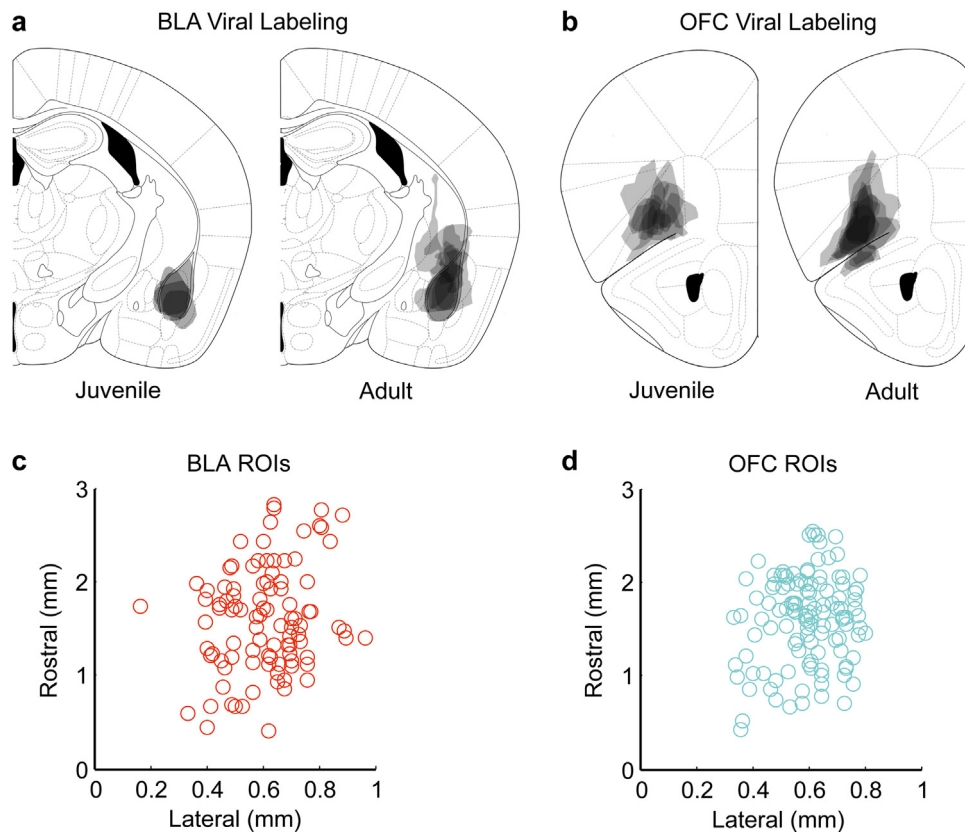 a BLA Viral Labeling
b OFC Viral Labeling
Juvenile Adult
Juvenile Adult
c BLA ROIs
3
2
1
0
Rostral (mm)
0 0.2 0.4 0.6 0.8 1
Lateral (mm)
d OFC ROIs
3
2
1
0
Rostral (mm)
0 0.2 0.4 0.6 0.8 1
Lateral (mm)